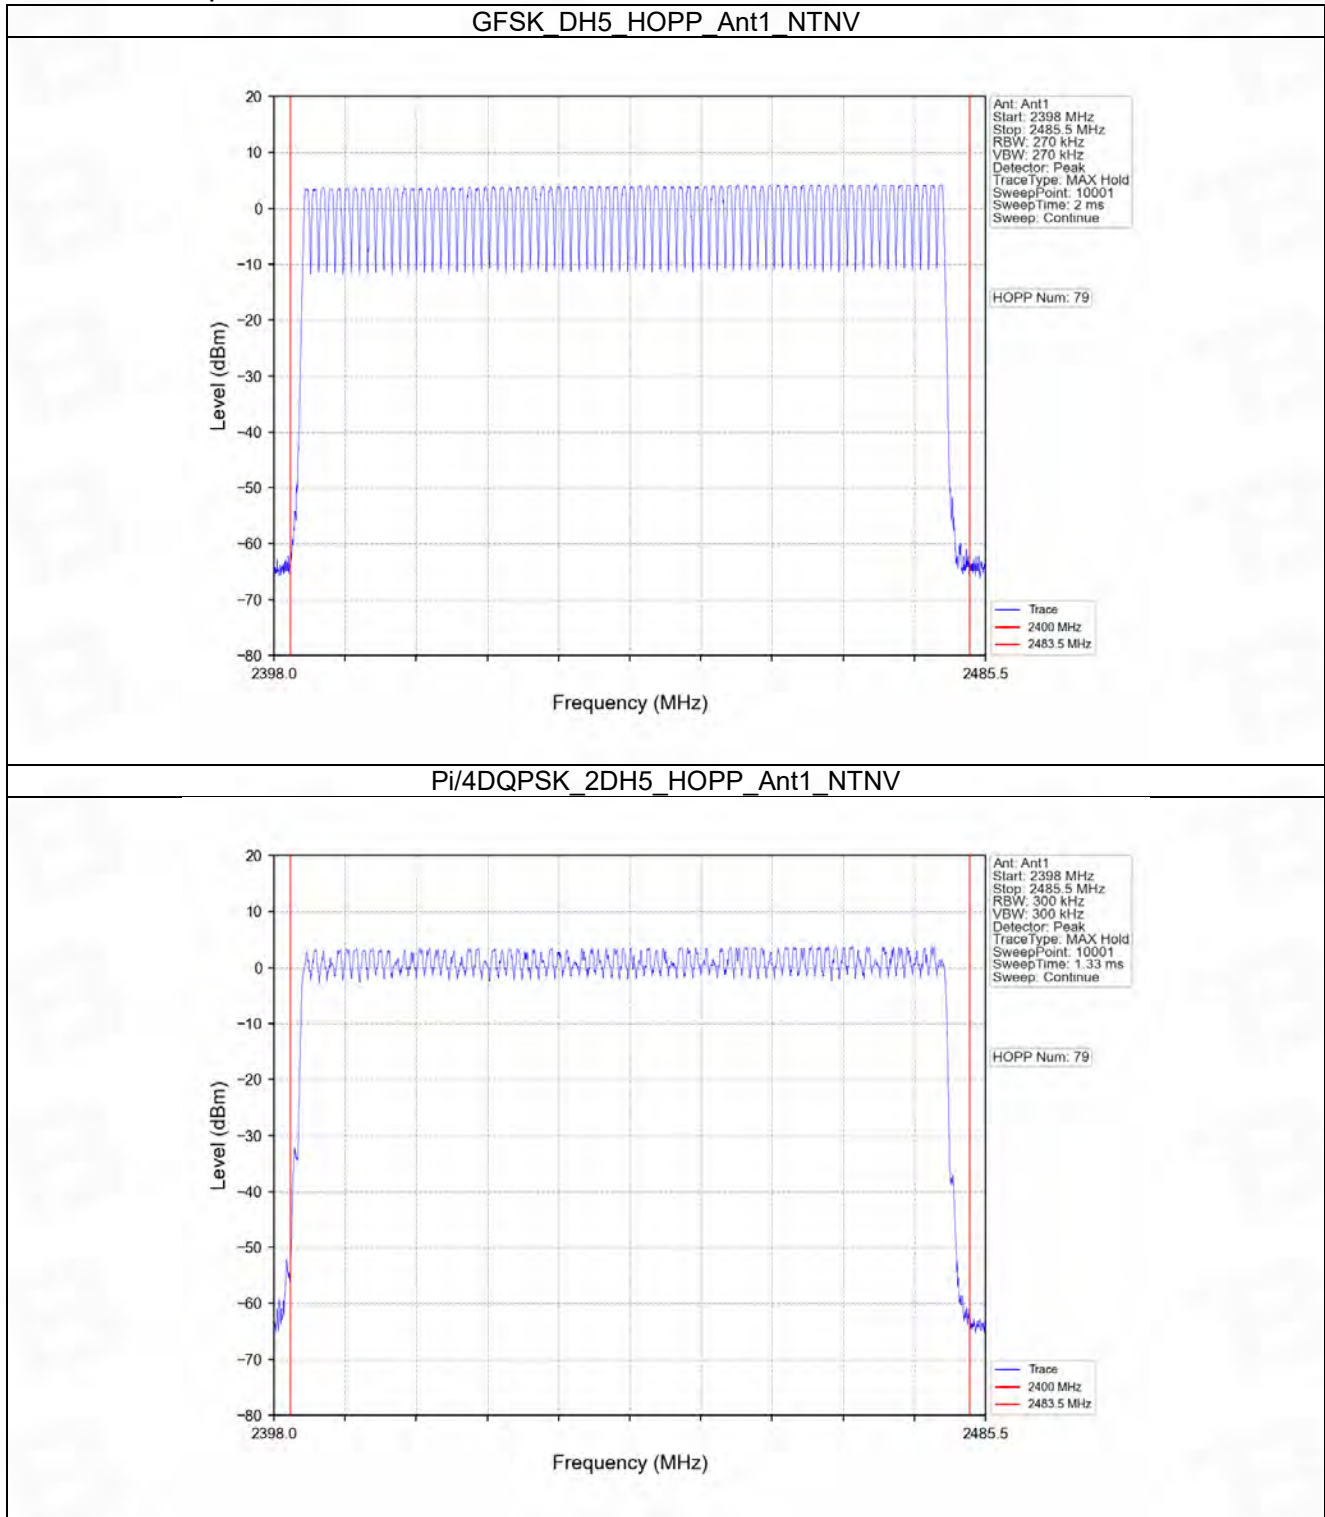 GFSK_DH5_HOPP_Ant1_NTNV
20
10
0
−10
−20
−30
−40
−50
−60
−70
−80
Level (dBm)
2398.0
2485.5
Frequency (MHz)
Ant: Ant1
Start: 2398 MHz
Stop: 2485.5 MHz
RBW: 270 kHz
VBW: 270 kHz
Detector: Peak
TraceType: MAX Hold
SweepPoint: 10001
SweepTime: 2 ms
Sweep: Continue
HOPP Num: 79
Trace
2400 MHz
2483.5 MHz
Pi/4DQPSK_2DH5_HOPP_Ant1_NTNV
20
10
0
−10
−20
−30
−40
−50
−60
−70
−80
Level (dBm)
2398.0
2485.5
Frequency (MHz)
Ant: Ant1
Start: 2398 MHz
Stop: 2485.5 MHz
RBW: 300 kHz
VBW: 300 kHz
Detector: Peak
TraceType: MAX Hold
SweepPoint: 10001
SweepTime: 1.33 ms
Sweep: Continue
HOPP Num: 79
Trace
2400 MHz
2483.5 MHz